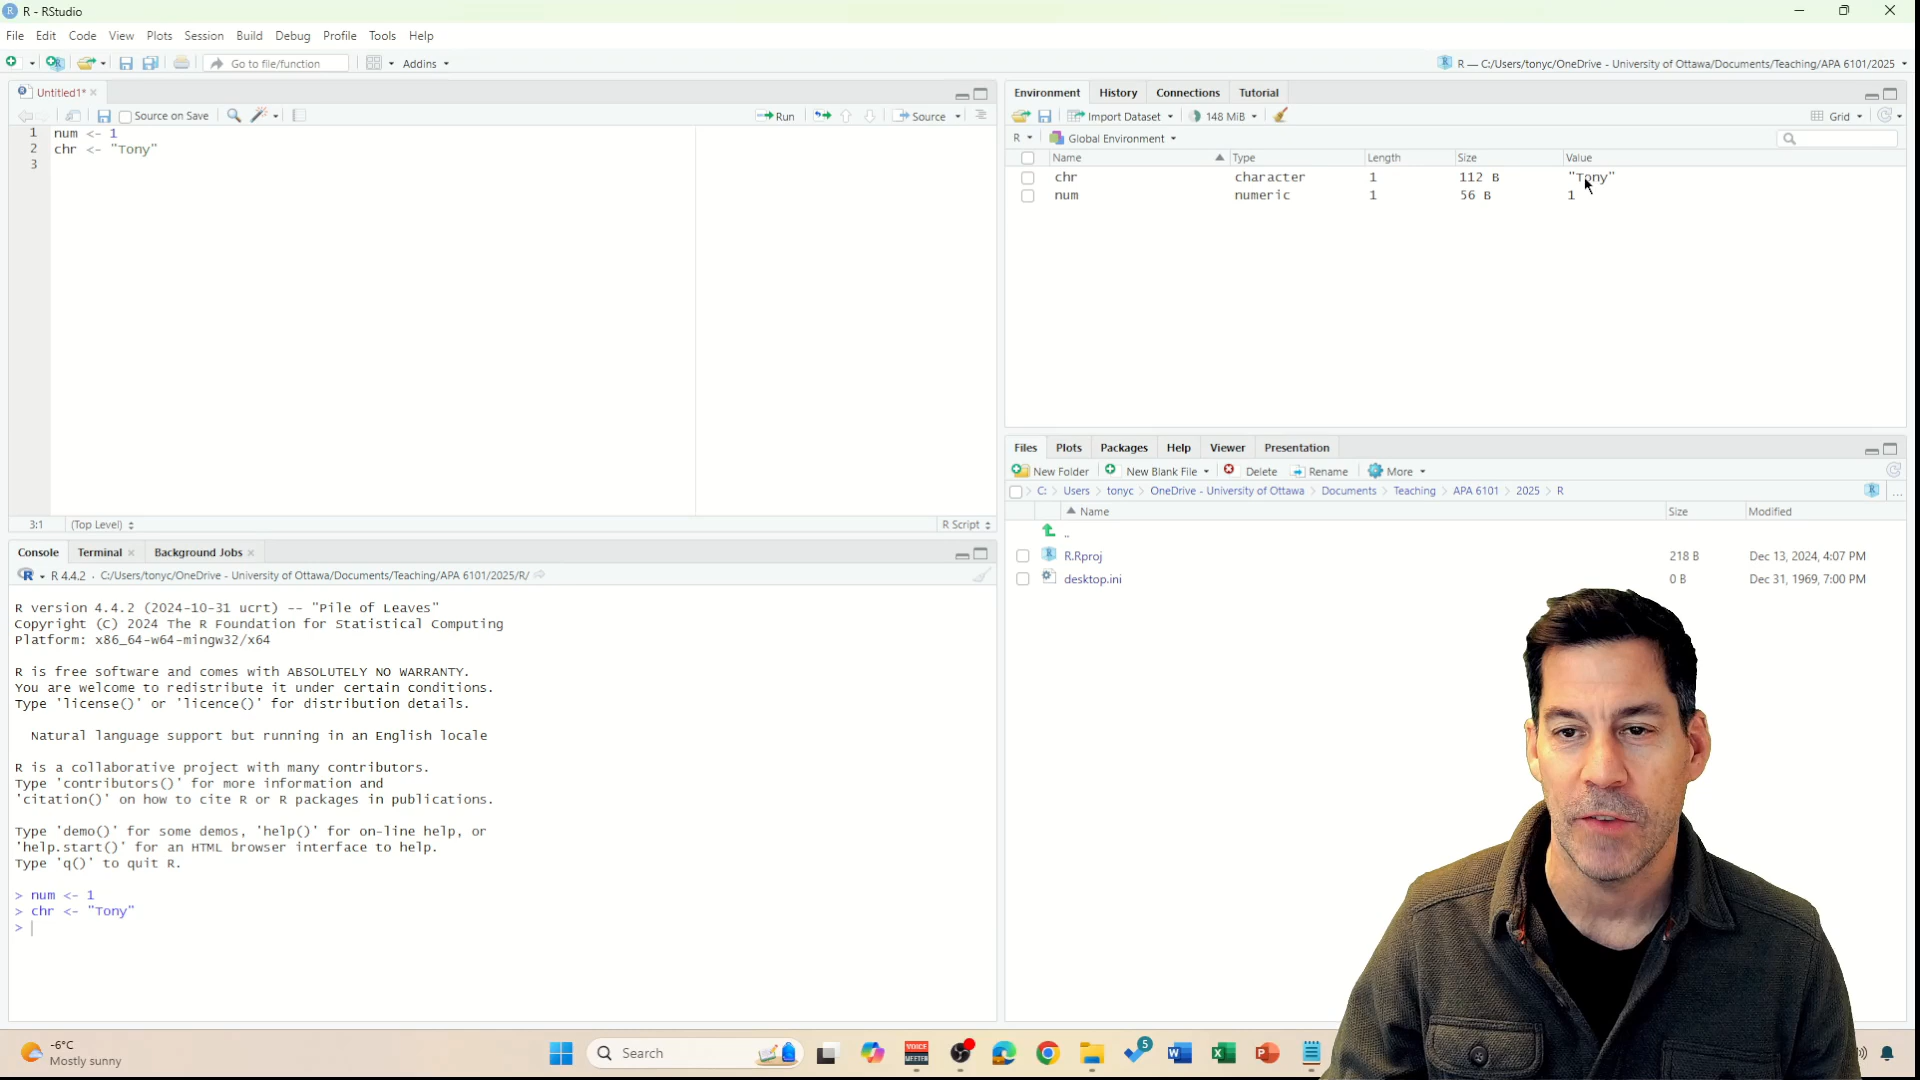 R - RStudio
File Edit Code View Plots Session Build Debug Profile Tools Help
Go to file/function Addins
R — C:/Users/tonyc/OneDrive - University of Ottawa/Documents/Teaching/APA 6101/2025
Untitled1*
Source on Save Run Source
1 num <- 1
2 chr <- "Tony"
3
3:1 (Top Level) R Script
Console Terminal Background Jobs
R 4.4.2 · C:/Users/tonyc/OneDrive - University of Ottawa/Documents/Teaching/APA 6101/2025/R/
R version 4.4.2 (2024-10-31 ucrt) -- "Pile of Leaves"
Copyright (C) 2024 The R Foundation for Statistical Computing
Platform: x86_64-w64-mingw32/x64
R is free software and comes with ABSOLUTELY NO WARRANTY.
You are welcome to redistribute it under certain conditions.
Type 'license()' or 'licence()' for distribution details.
Natural language support but running in an English locale
R is a collaborative project with many contributors.
Type 'contributors()' for more information and
'citation()' on how to cite R or R packages in publications.
Type 'demo()' for some demos, 'help()' for on-line help, or
'help.start()' for an HTML browser interface to help.
Type 'q()' to quit R.
> num <- 1
> chr <- "Tony"
>
Environment History Connections Tutorial
Import Dataset 148 MiB Grid
R Global Environment
Name Type Length Size Value
chr character 1 112 B "Tony"
num numeric 1 56 B 1
Files Plots Packages Help Viewer Presentation
New Folder New Blank File Delete Rename More
C: Users tonyc OneDrive - University of Ottawa Documents Teaching APA 6101 2025 R
Name Size Modified
..
R.Rproj 218 B Dec 13, 2024, 4:07 PM
desktop.ini 0 B Dec 31, 1969, 7:00 PM
-6°C
Mostly sunny
Search
VOICE
MEETER
5